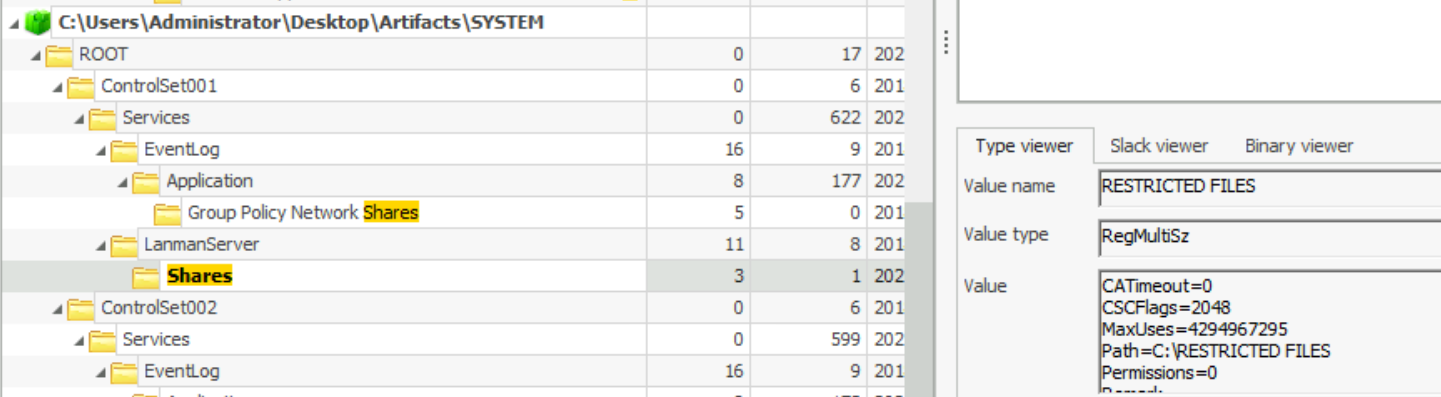 C:\Users\Administrator\Desktop\Artifacts\SYSTEM
ROOT 0 17 202
ControlSet001 0 6 201
Services 0 622 202
EventLog 16 9 201
Application 8 177 202
Group Policy Network Shares 5 0 201
LanmanServer 11 8 201
Shares 3 1 202
ControlSet002 0 6 201
Services 0 599 202
EventLog 16 9 201
Type viewer Slack viewer Binary viewer
Value name RESTRICTED FILES
Value type RegMultiSz
Value CATimeout=0
CSCFlags=2048
MaxUses=4294967295
Path=C:\RESTRICTED FILES
Permissions=0